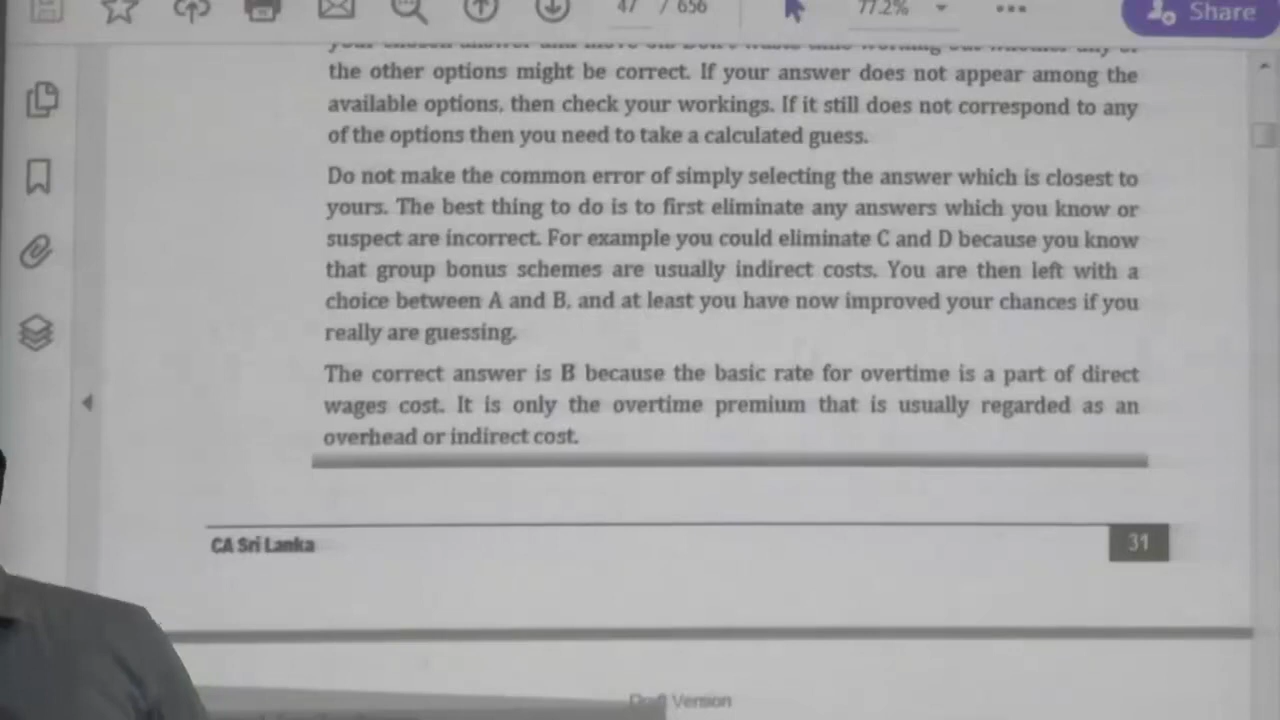 47 / 656
77.2%
Share
the other options might be correct. If your answer does not appear among the
available options, then check your workings. If it still does not correspond to any
of the options then you need to take a calculated guess.
Do not make the common error of simply selecting the answer which is closest to
yours. The best thing to do is to first eliminate any answers which you know or
suspect are incorrect. For example you could eliminate C and D because you know
that group bonus schemes are usually indirect costs. You are then left with a
choice between A and B, and at least you have now improved your chances if you
really are guessing.
The correct answer is B because the basic rate for overtime is a part of direct
wages cost. It is only the overtime premium that is usually regarded as an
overhead or indirect cost.
CA Sri Lanka
31
Draft Version